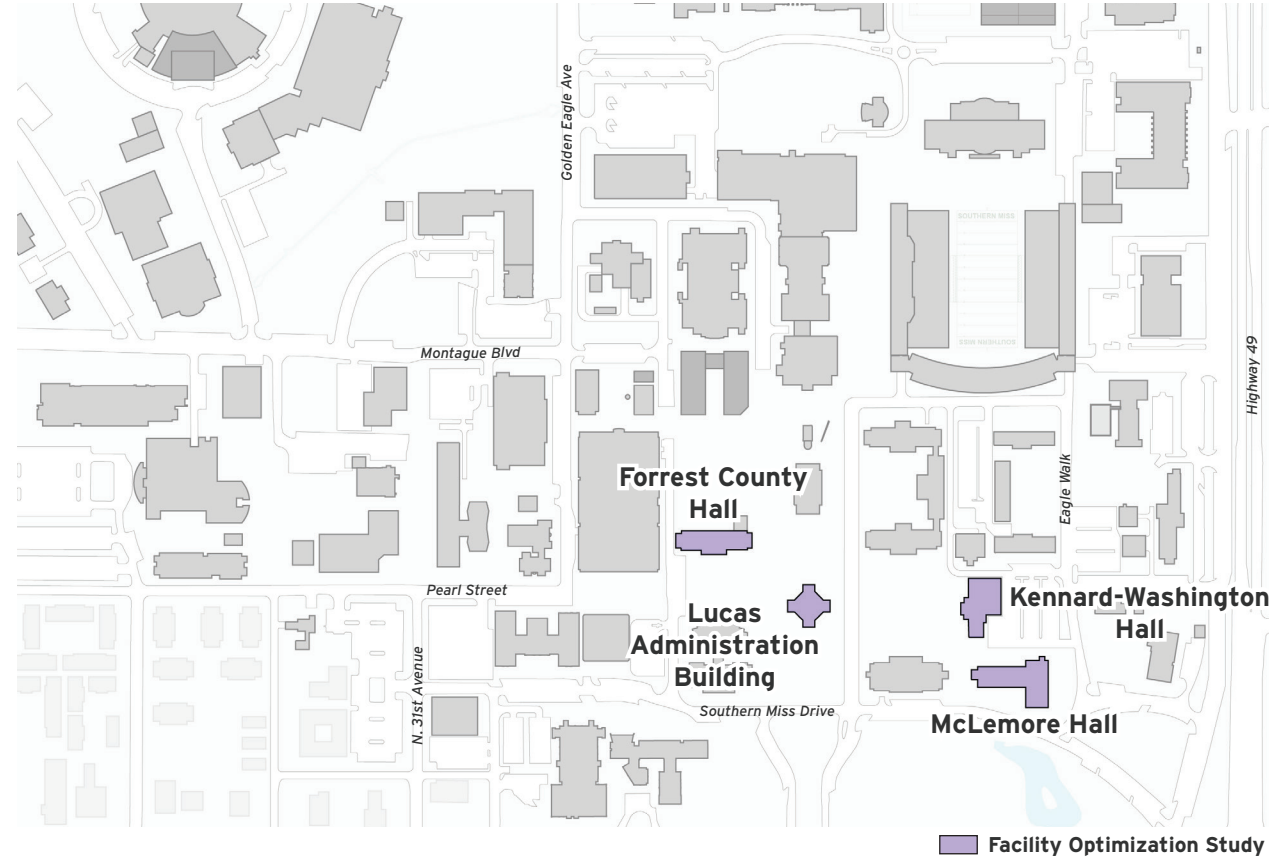 Golden Eagle Ave
SOUTHERN MISS
SOUTHERN MISS
Montague Blvd
Highway 49
Forrest County
Hall
Eagle Walk
Pearl Street
Kennard-Washington
Hall
Lucas
Administration
Building
N. 31st Avenue
Southern Miss Drive
McLemore Hall
Facility Optimization Study